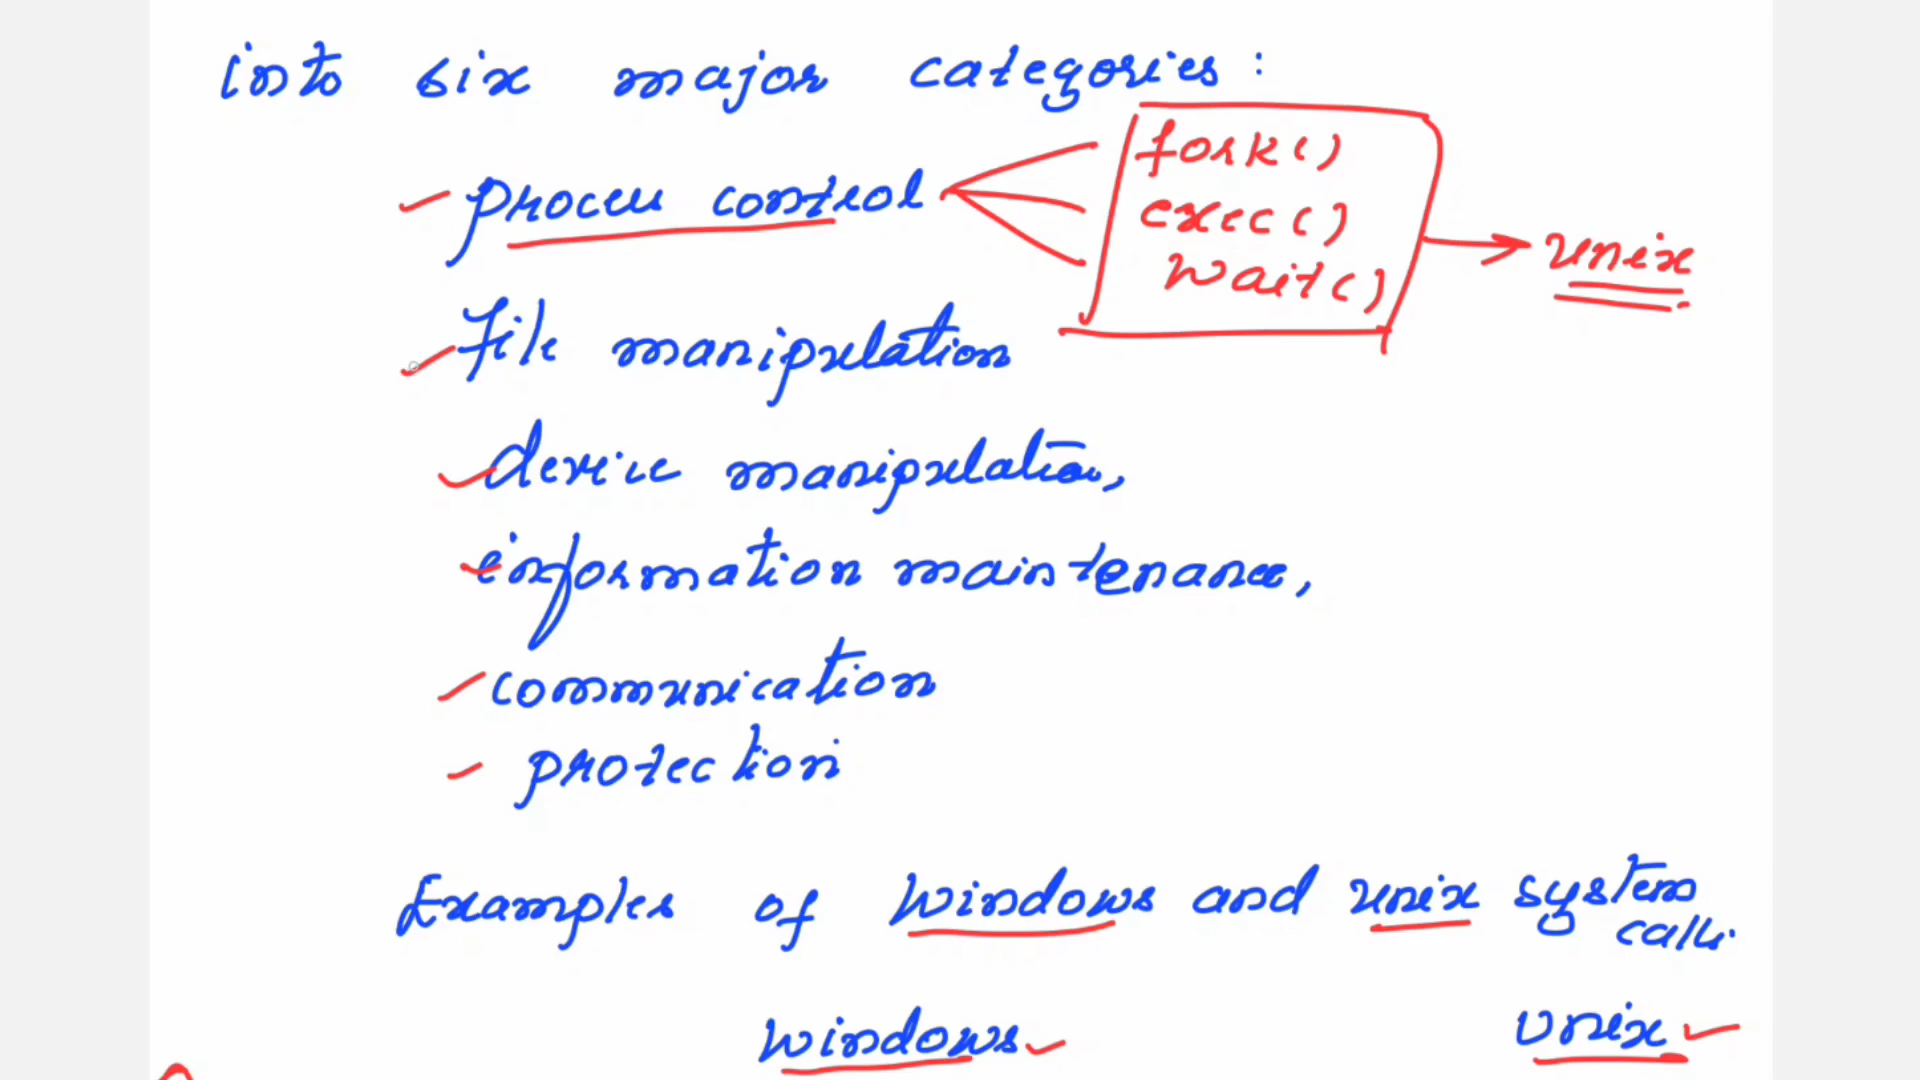 into six major categories:
process control
fork()
exec()
wait()
unix
File manipulation
device manipulation,
information maintenance,
communication
protection
Examples of windows and unix system
calls.
windows
unix